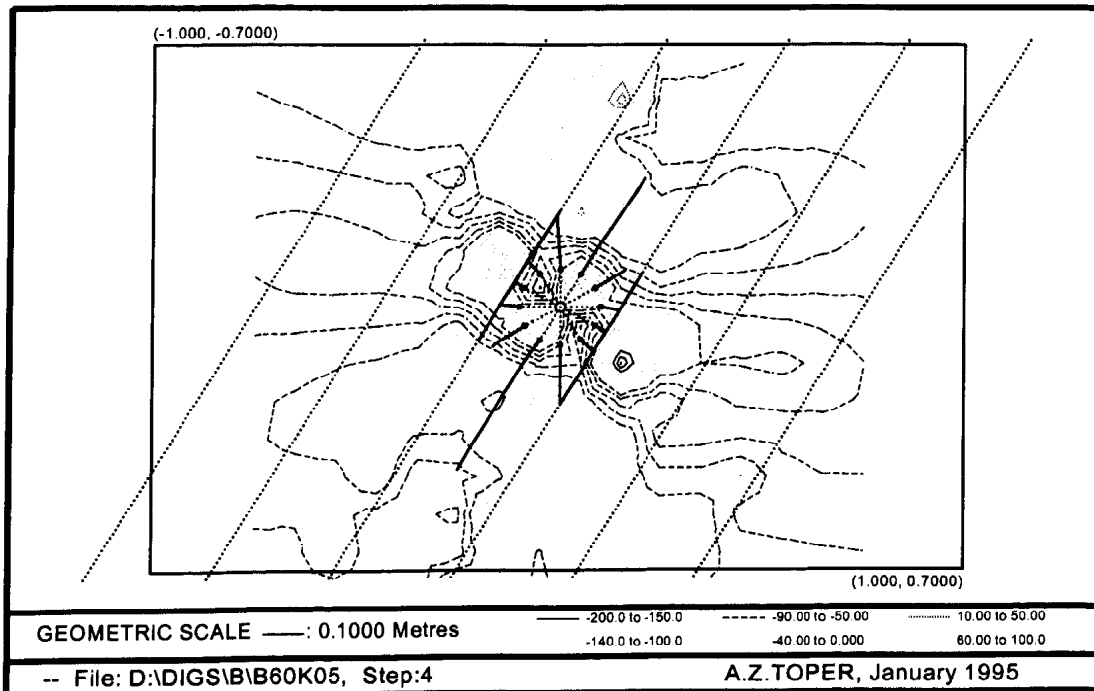 (-1.000, -0.7000)
(1.000, 0.7000)
GEOMETRIC SCALE : 0.1000 Metres
-200.0 to -150.0
-90.00 to -50.00
10.00 to 50.00
-140.0 to -100.0
-40.00 to 0.000
60.00 to 100.0
-- File: D:\DIGS\B\B60K05, Step:4
A.Z.TOPER, January 1995